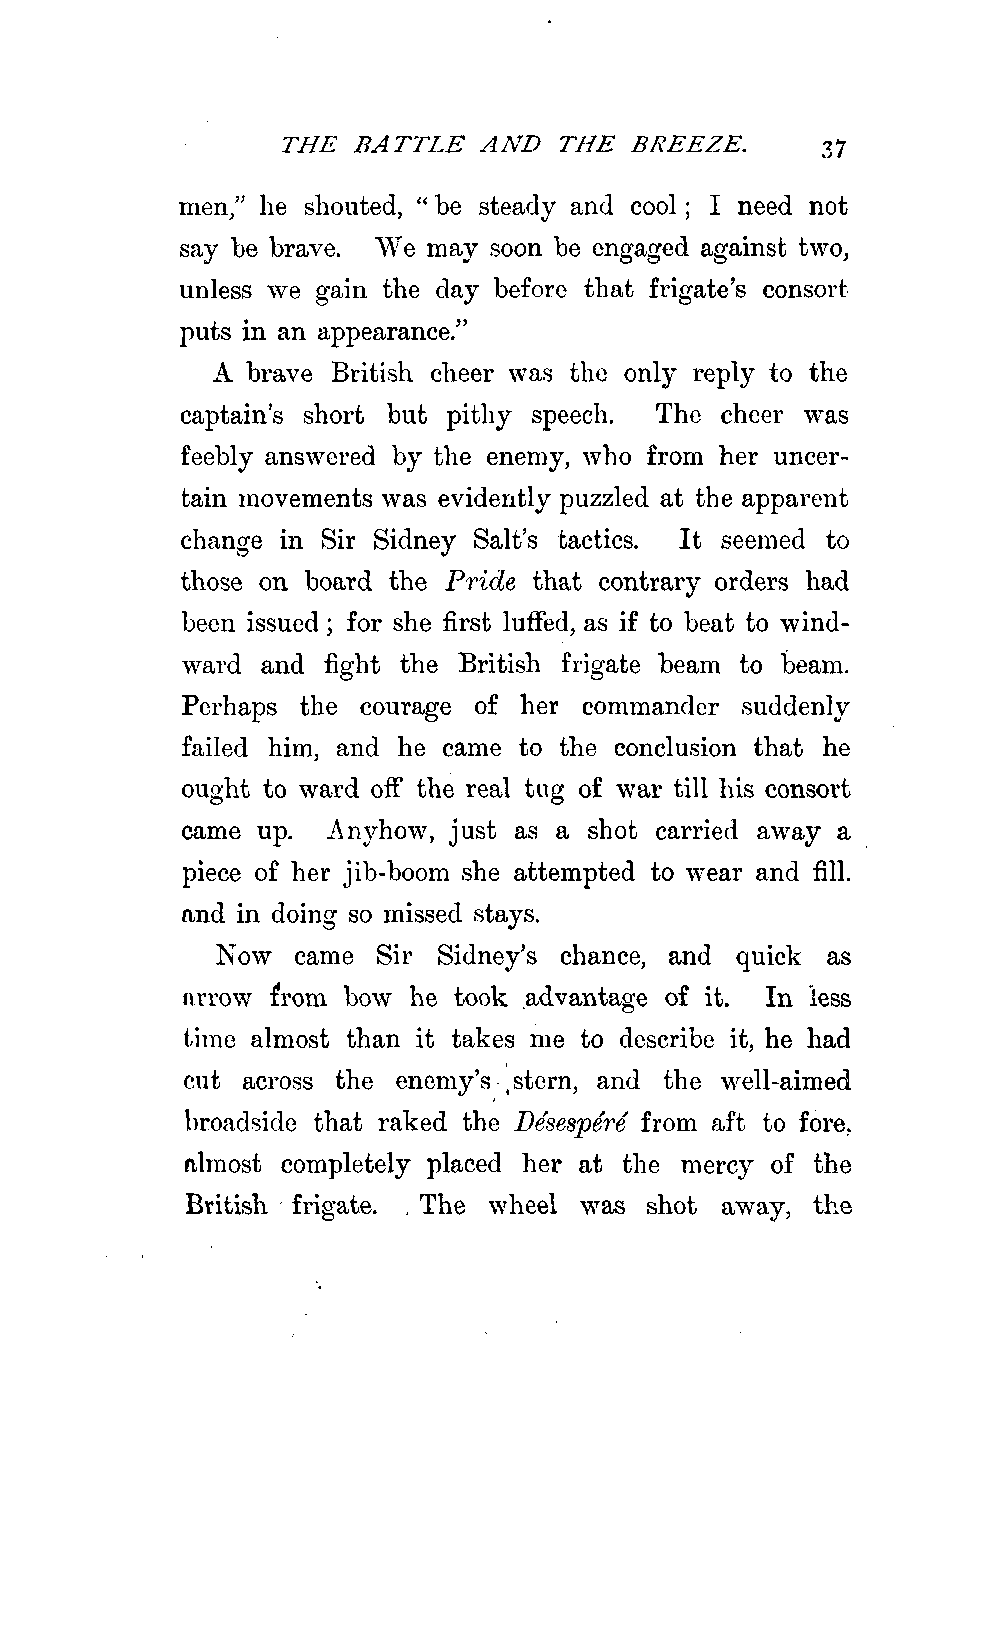 THE BATTLE AND THE BREEZE. 37
men," he shouted, "be steady and cool; I need not
say be brave. We may soon be engaged against two,
unless we gain the day before that frigate's consort
puts in an appearance."
A brave British cheer was the only reply to the
captain's short but pithy speech. The cheer was
feebly answered by the enemy, who from her uncer-
tain movements was evidently puzzled at the apparent
change in Sir Sidney Salt's tactics. It seemed to
those on board the Pride that contrary orders had
been issued; for she first luffed, as if to beat to wind-
ward and fight the British frigate beam to beam.
Perhaps the courage of her commander suddenly
failed him, and he came to the conclusion that he
ought to ward off the real tug of war till his consort
came up. Anyhow, just as a shot carried away a
piece of her jib-boom she attempted to wear and fill.
and in doing so missed stays.
Now came Sir Sidney's chance, and quick as
arrow from bow he took advantage of it. In less
time almost than it takes me to describe it, he had
cut across the enemy's stern, and the well-aimed
broadside that raked the Désespéré from aft to fore,
almost completely placed her at the mercy of the
British frigate. The wheel was shot away, the